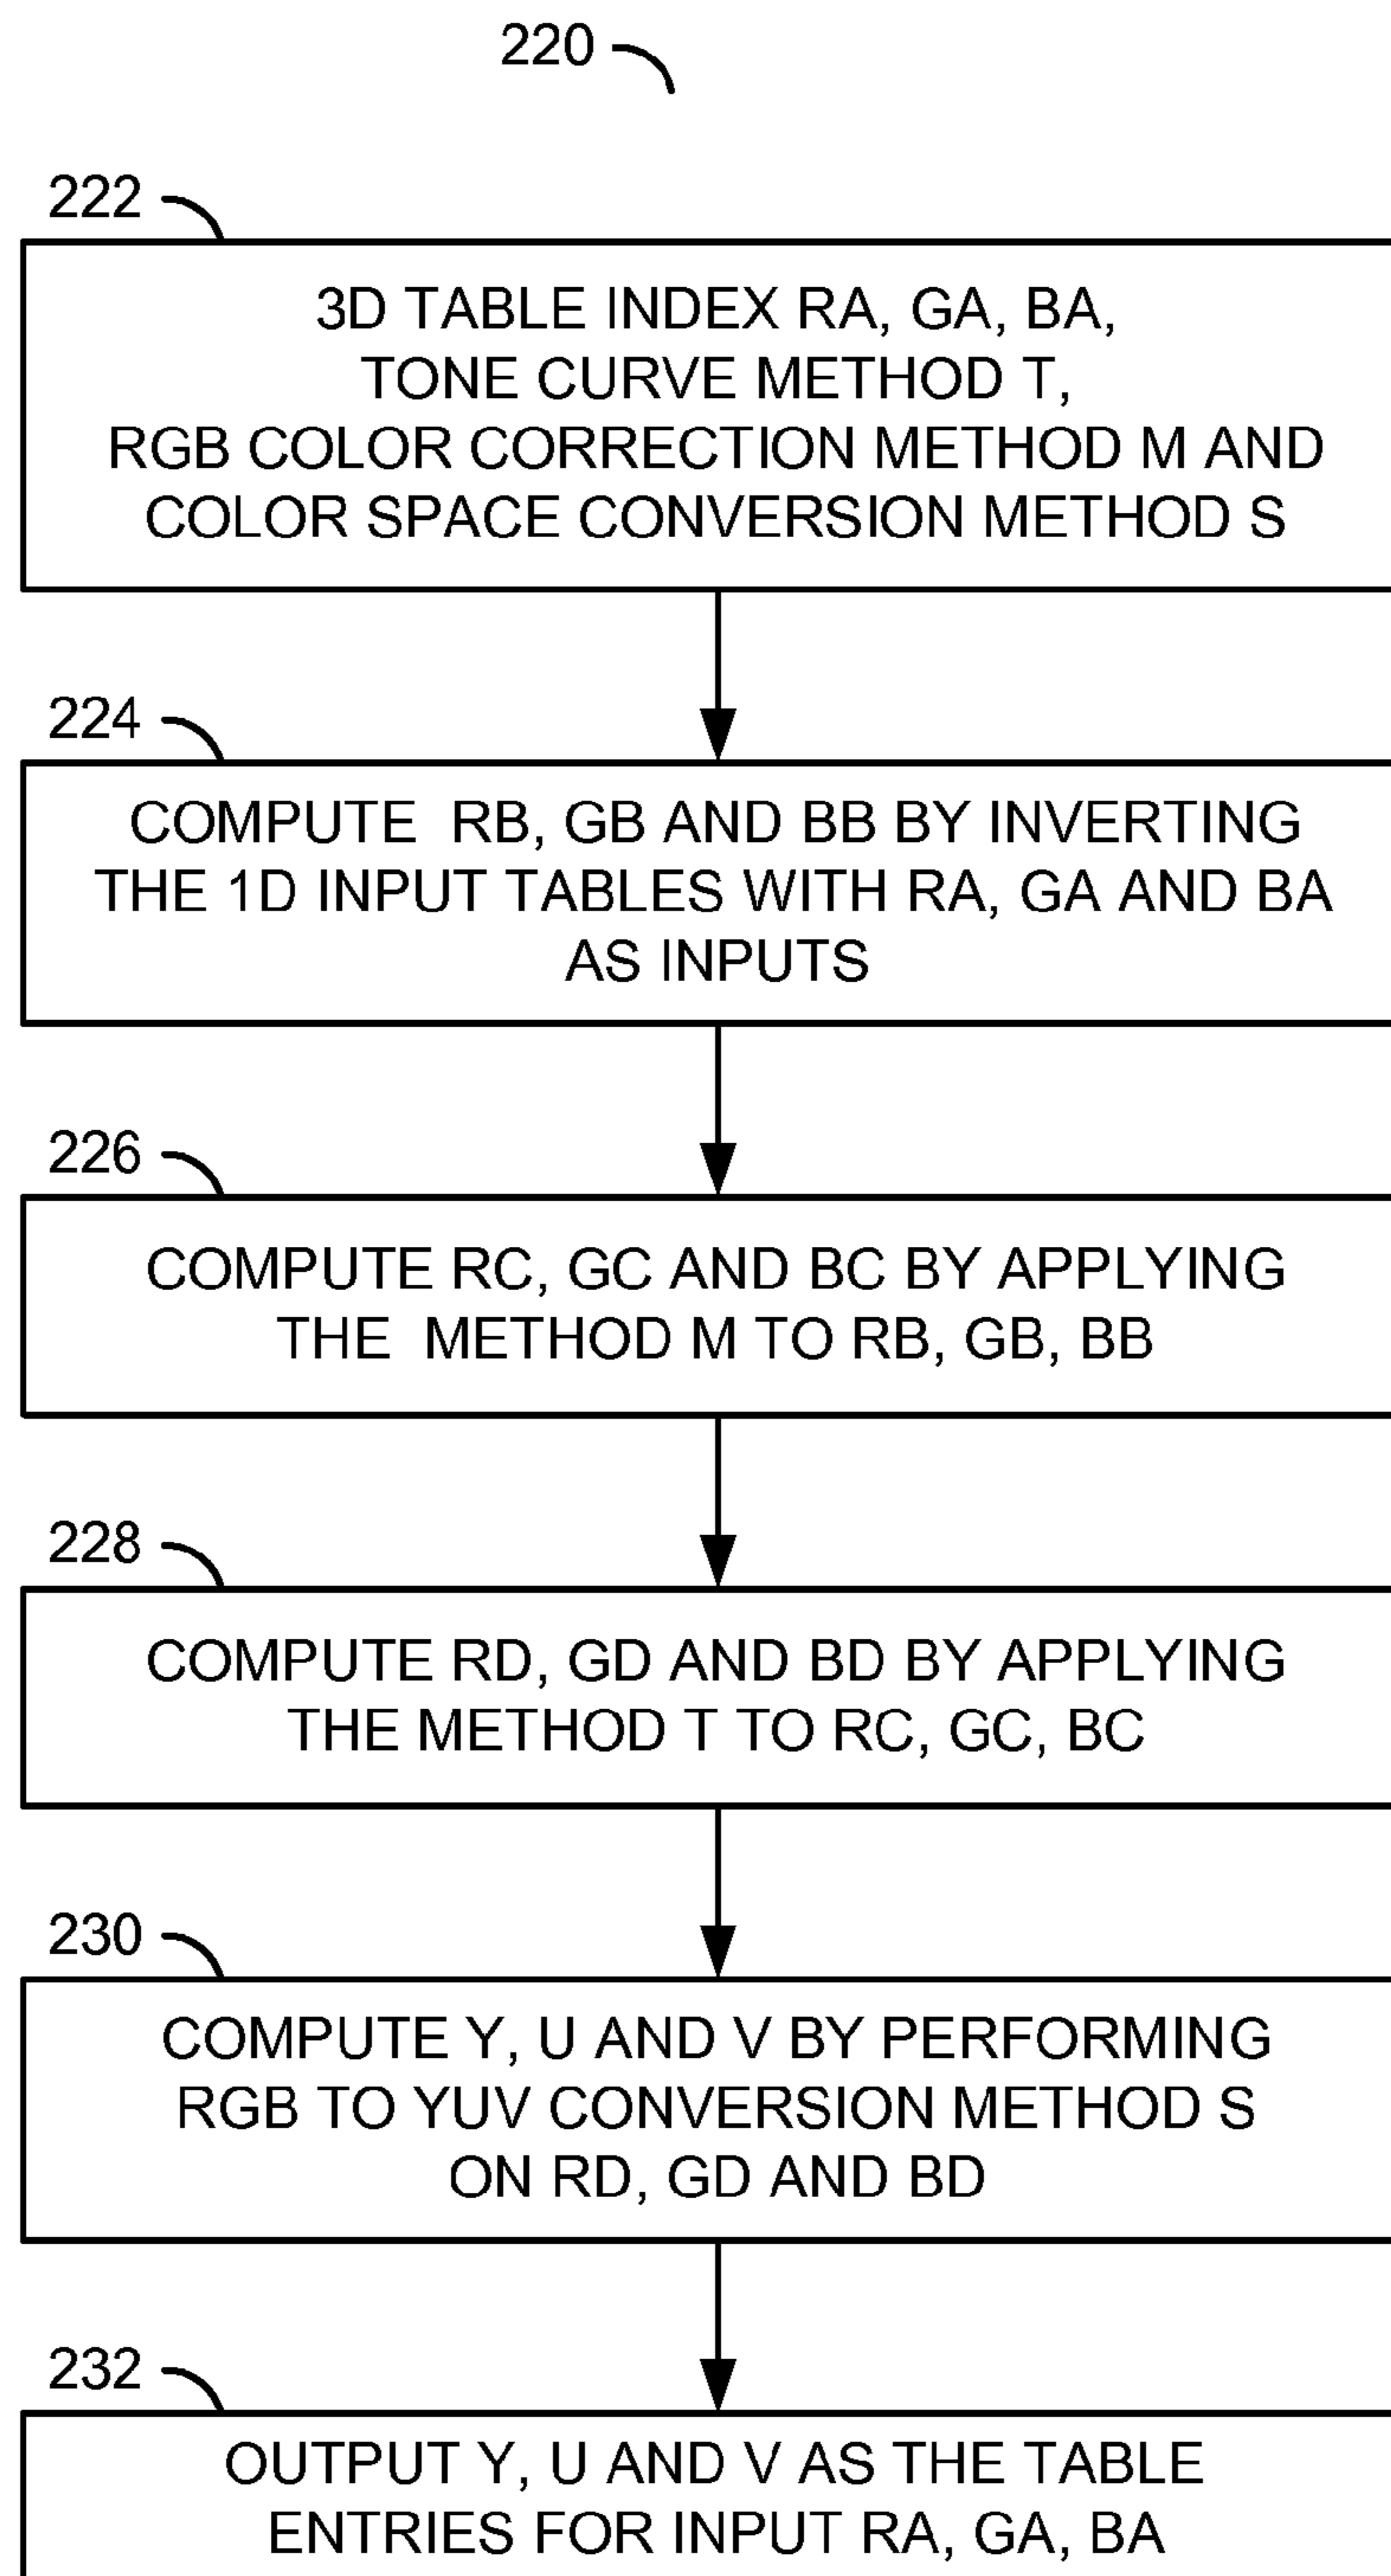 220
222
3D TABLE INDEX RA, GA, BA,
TONE CURVE METHOD T,
RGB COLOR CORRECTION METHOD M AND
COLOR SPACE CONVERSION METHOD S
224
COMPUTE RB, GB AND BB BY INVERTING
THE 1D INPUT TABLES WITH RA, GA AND BA
AS INPUTS
226
COMPUTE RC, GC AND BC BY APPLYING
THE METHOD M TO RB, GB, BB
228
COMPUTE RD, GD AND BD BY APPLYING
THE METHOD T TO RC, GC, BC
230
COMPUTE Y, U AND V BY PERFORMING
RGB TO YUV CONVERSION METHOD S
ON RD, GD AND BD
232
OUTPUT Y, U AND V AS THE TABLE
ENTRIES FOR INPUT RA, GA, BA